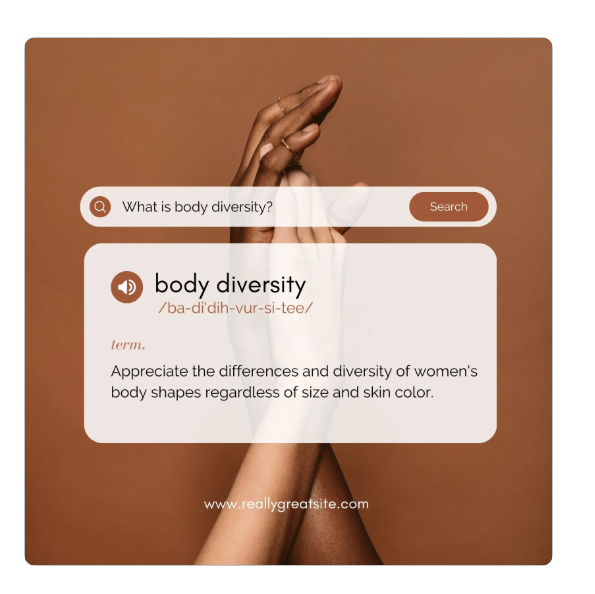 What is body diversity?
Search
body diversity
/ba-di'dih-vur-si-tee/
term.
Appreciate the differences and diversity of women's
body shapes regardless of size and skin color.
www.reallygreatsite.com